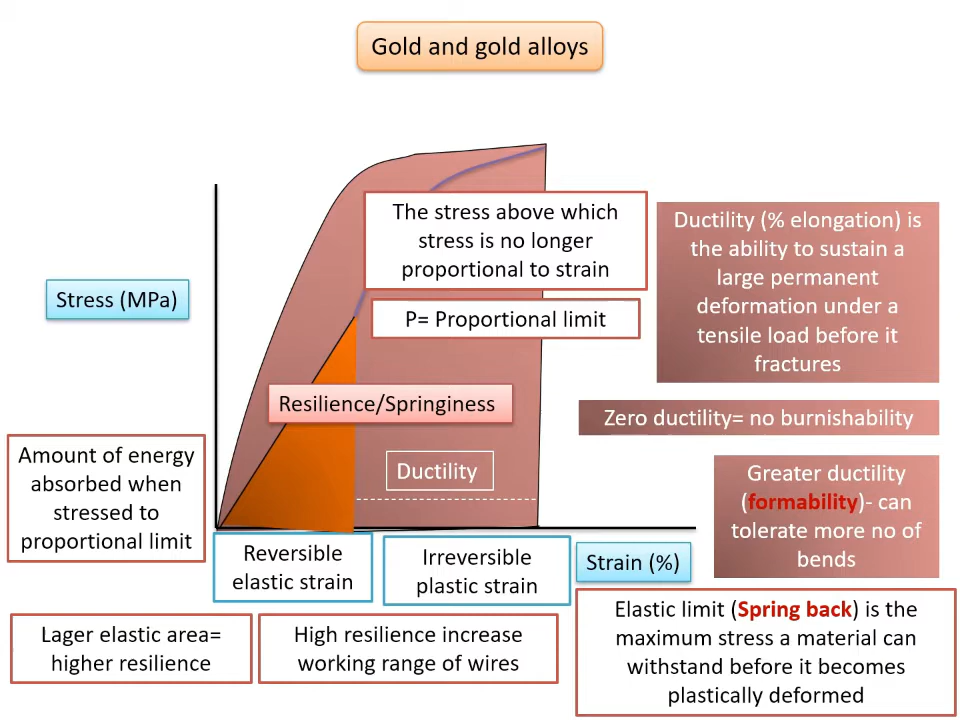 Gold and gold alloys
The stress above which
stress is no longer
proportional to strain
P= Proportional limit
Stress (MPa)
Ductility (% elongation) is
the ability to sustain a
large permanent
deformation under a
tensile load before it
fractures
Resilience/Springiness
Zero ductility= no burnishability
Amount of energy
absorbed when
stressed to
proportional limit
Ductility
Greater ductility
(formability)- can
tolerate more no of
bends
Reversible
elastic strain
Irreversible
plastic strain
Strain (%)
Lager elastic area=
higher resilience
High resilience increase
working range of wires
Elastic limit (Spring back) is the
maximum stress a material can
withstand before it becomes
plastically deformed